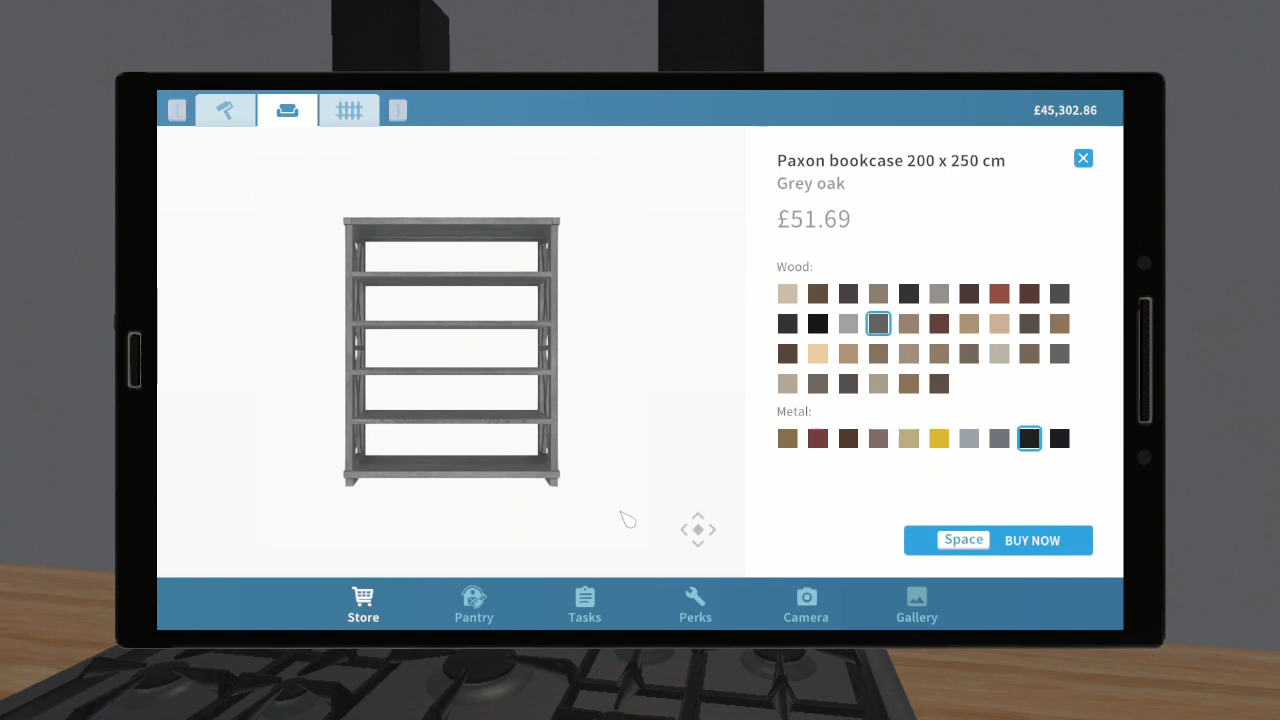 £45,302.86
Paxon bookcase 200 x 250 cm
Grey oak
£51.69
Wood:
Metal:
Space BUY NOW
Store Pantry Tasks Perks Camera Gallery